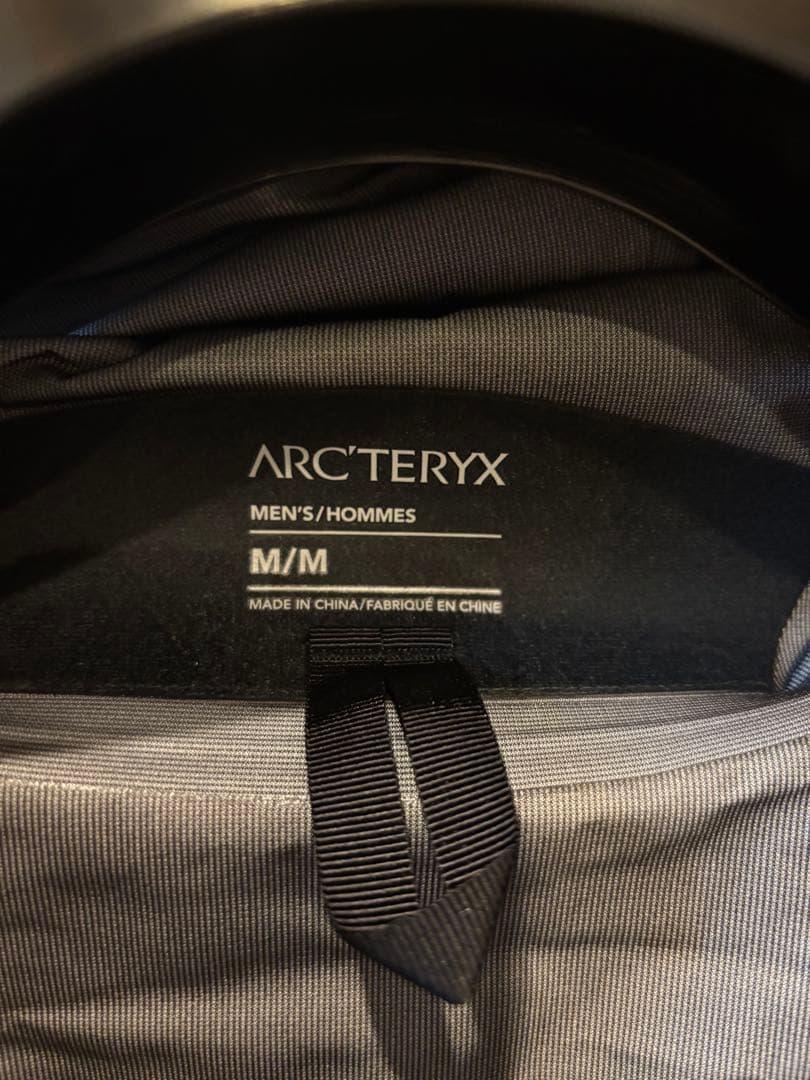 ARC'TERYX
MEN'S/HOMMES
M/M
MADE IN CHINA/FABRIQUÉ EN CHINE